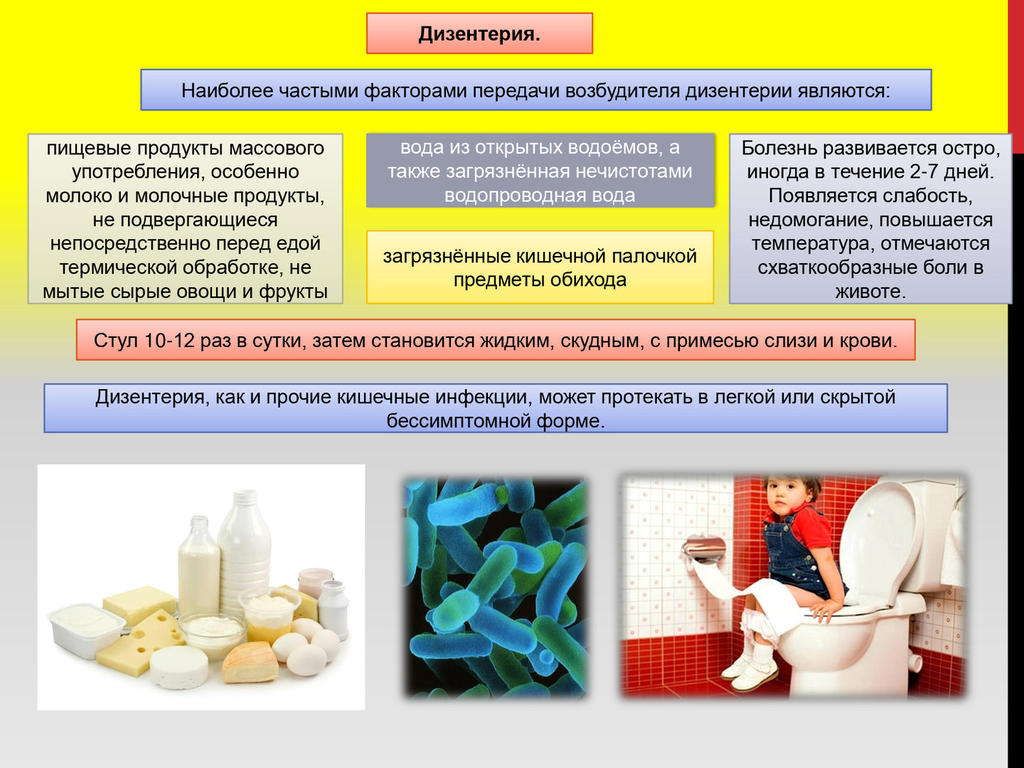 Дизентерия.
Наиболее частыми факторами передачи возбудителя дизентерии являются:
пищевые продукты массового
употребления, особенно
молоко и молочные продукты,
не подвергающиеся
непосредственно перед едой
термической обработке, не
мытые сырые овощи и фрукты
вода из открытых водоёмов, а
также загрязнённая нечистотами
водопроводная вода
загрязнённые кишечной палочкой
предметы обихода
Болезнь развивается остро,
иногда в течение 2-7 дней.
Появляется слабость,
недомогание, повышается
температура, отмечаются
схваткообразные боли в
животе.
Стул 10-12 раз в сутки, затем становится жидким, скудным, с примесью слизи и крови.
Дизентерия, как и прочие кишечные инфекции, может протекать в легкой или скрытой
бессимптомной форме.